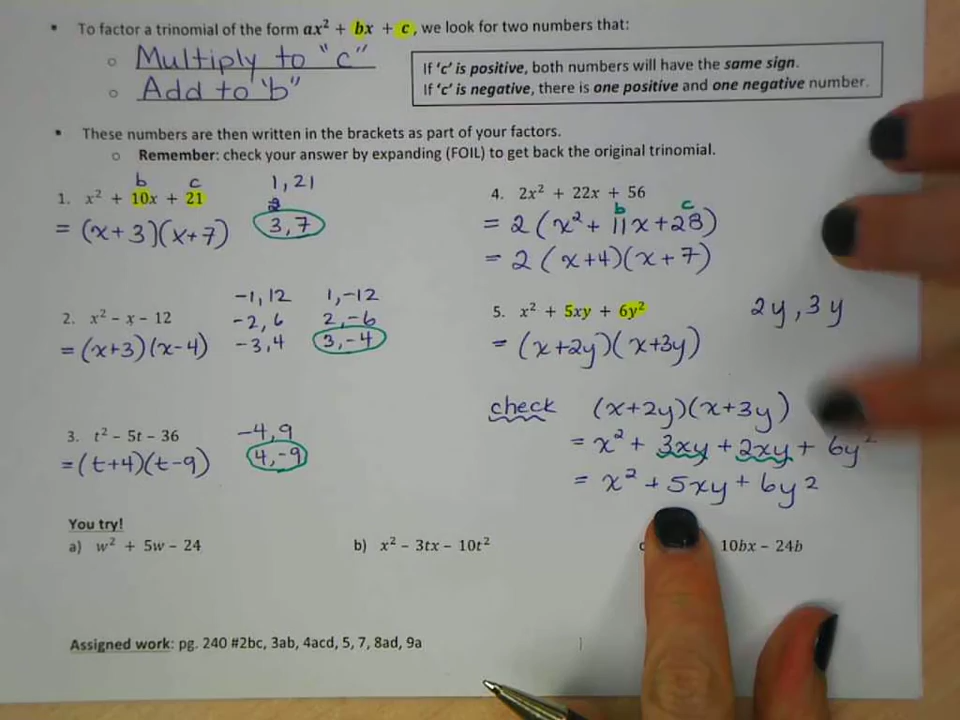 • To factor a trinomial of the form ax² + bx + c, we look for two numbers that:
○ Multiply to "c"
○ Add to "b"
If 'c' is positive, both numbers will have the same sign.
If 'c' is negative, there is one positive and one negative number.
• These numbers are then written in the brackets as part of your factors.
○ Remember: check your answer by expanding (FOIL) to get back the original trinomial.
b c
1. x² + 10x + 21
= (x+3)(x+7)
1, 21
3, 7
2. x² − x − 12
= (x+3)(x−4)
−1, 12 1, −12
−2, 6 2, −6
−3, 4 3, −4
3. t² − 5t − 36
= (t+4)(t−9)
−4, 9
4, −9
4. 2x² + 22x + 56
b c
= 2(x² + 11x + 28)
= 2(x+4)(x+7)
5. x² + 5xy + 6y²
2y, 3y
= (x+2y)(x+3y)
check (x+2y)(x+3y)
= x² + 3xy + 2xy + 6y²
= x² + 5xy + 6y²
You try!
a) w² + 5w − 24
b) x² − 3tx − 10t²
10bx − 24b
Assigned work: pg. 240 #2bc, 3ab, 4acd, 5, 7, 8ad, 9a